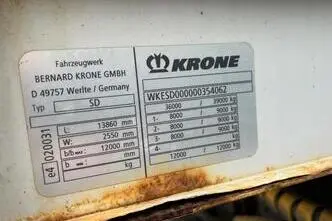 Fahrzeugwerk
BERNARD KRONE GMBH
D 49757 Werlte / Germany
Typ SD
e4 020031
L: 13860 mm
W: 2550 mm
b/b max: 12000 mm
kg
KRONE
WKESD000000354062
36000 / 39000 kg
1- 8000 / 9000 kg
2- 8000 / 9000 kg
3- 8000 / 9000 kg
4-
12000 / 12000 kg